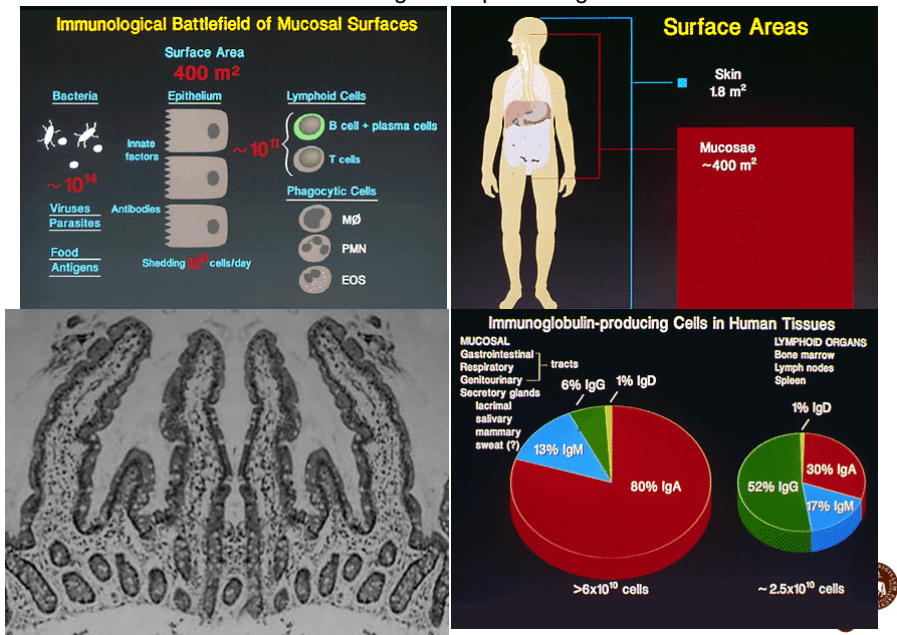 Immunological Battlefield of Mucosal Surfaces
Surface Area
400 m²
Bacteria
Epithelium
Lymphoid Cells
Innate
factors
~10¹¹
B cell + plasma cells
T cells
~10¹⁴
Phagocytic Cells
Viruses
Parasites
Antibodies
MØ
PMN
Food
Antigens
Shedding 10¹¹ cells/day
EOS
Surface Areas
Skin
1.8 m²
Mucosae
~400 m²
Immunoglobulin-producing Cells in Human Tissues
MUCOSAL
Gastrointestinal
Respiratory
Genitourinary
tracts
Secretory glands
lacrimal
salivary
mammary
sweat (?)
6% IgG
1% IgD
13% IgM
80% IgA
>6x10¹⁰ cells
LYMPHOID ORGANS
Bone marrow
Lymph nodes
Spleen
1% IgD
30% IgA
52% IgG
17% IgM
~2.5x10¹⁰ cells